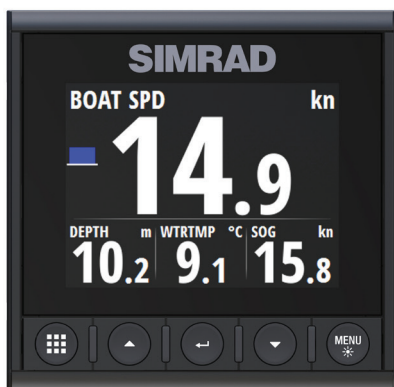 SIMRAD
BOAT SPD kn
14.9
DEPTH m WTRTMP °C SOG kn
10.2 9.1 15.8
MENU